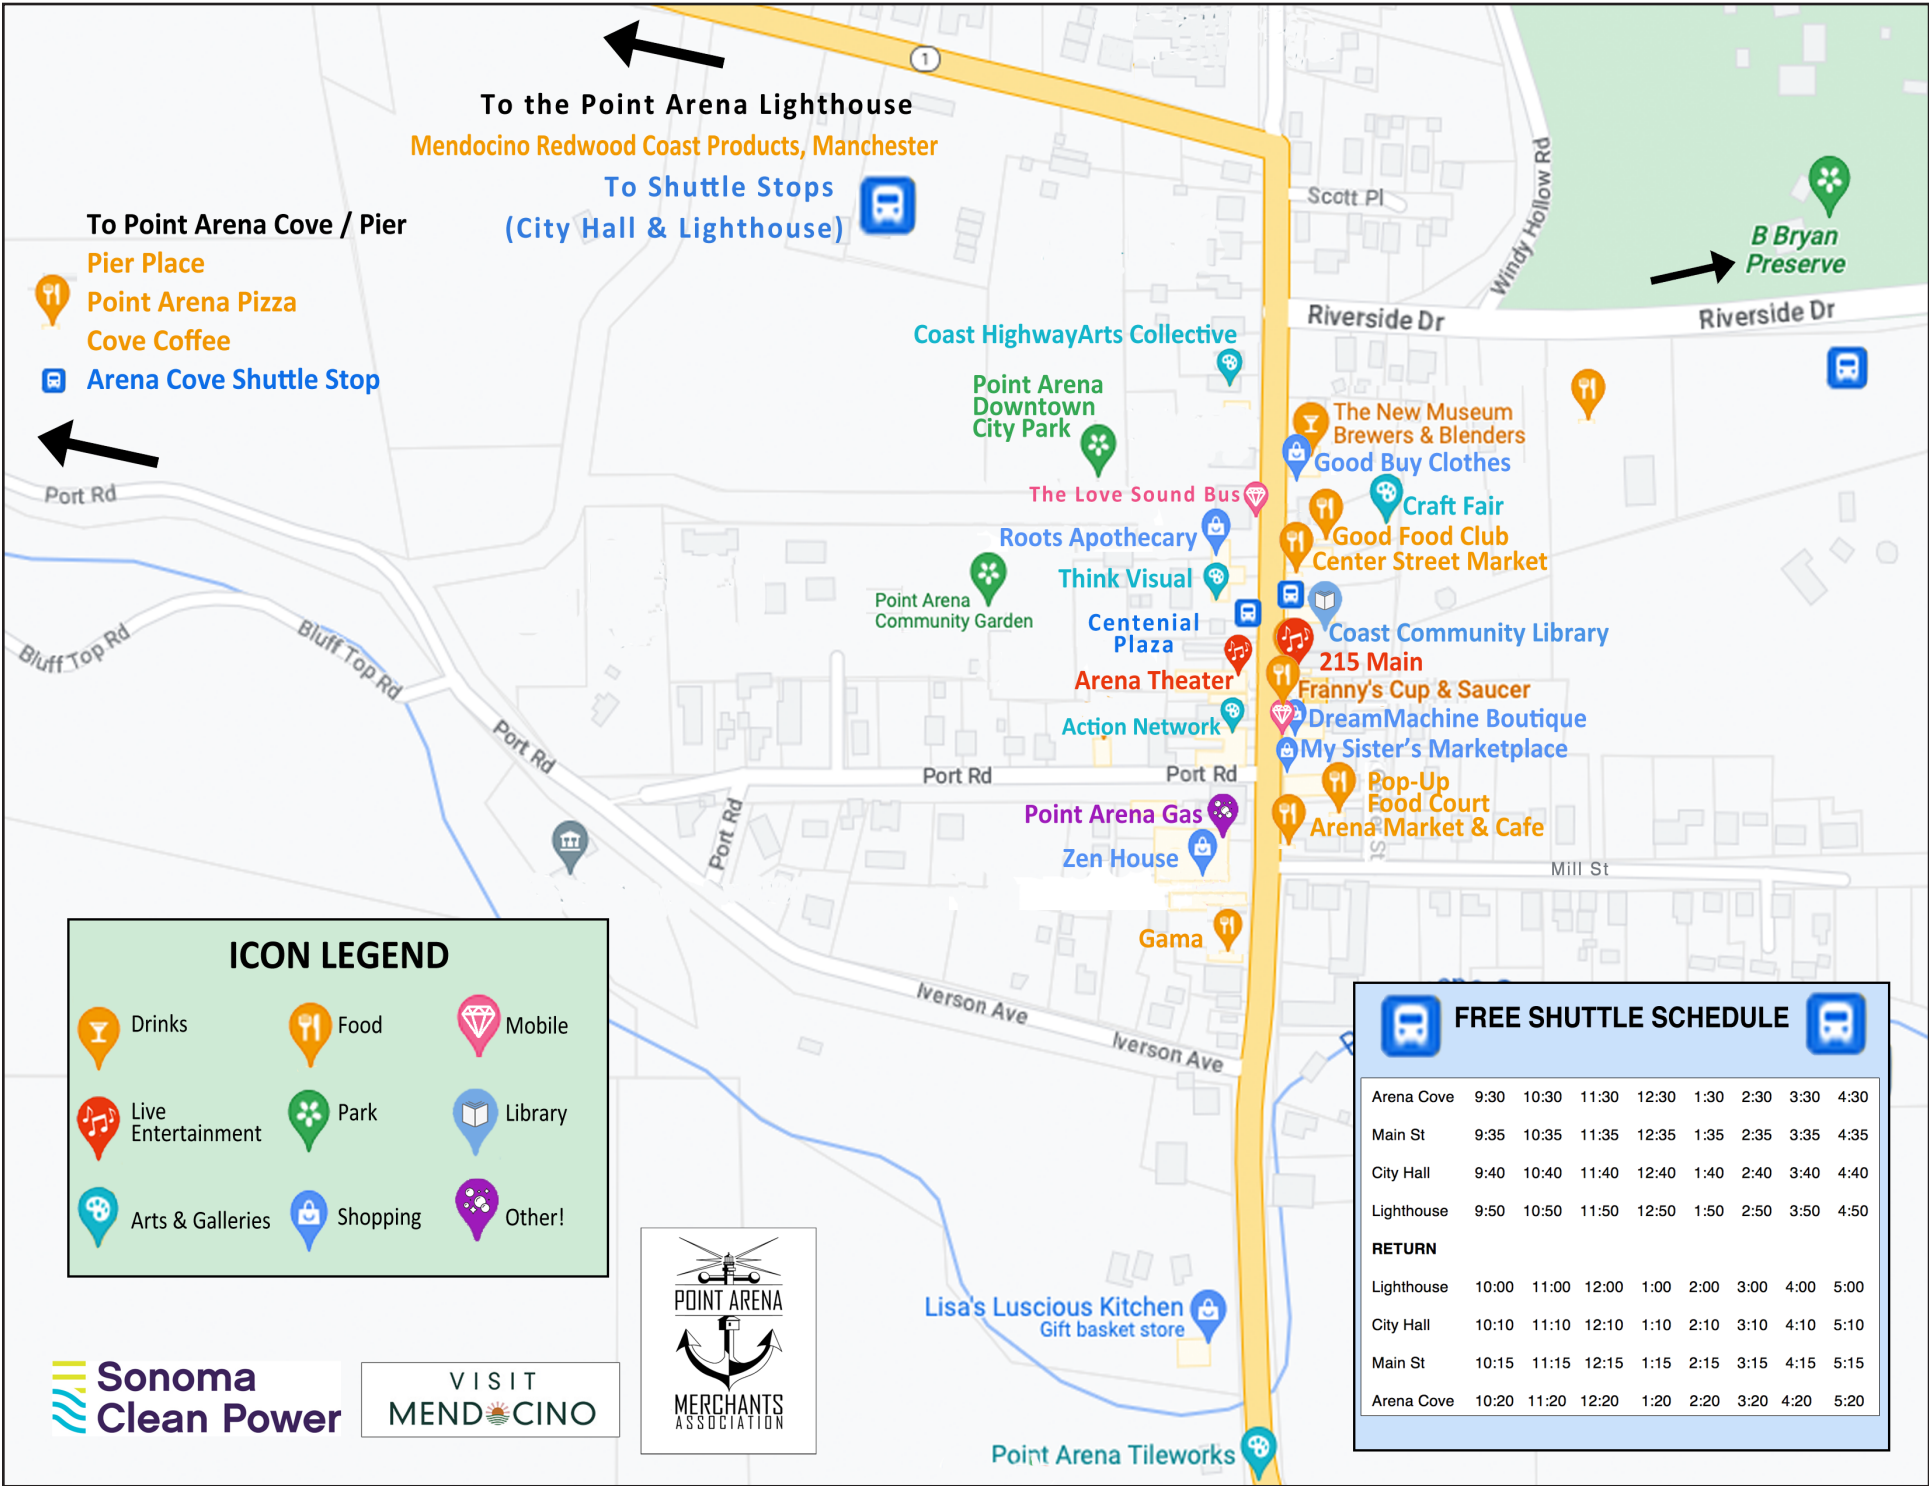 1
To the Point Arena Lighthouse
Mendocino Redwood Coast Products, Manchester
To Shuttle Stops
(City Hall & Lighthouse)
To Point Arena Cove / Pier
Pier Place
Point Arena Pizza
Cove Coffee
Arena Cove Shuttle Stop
Port Rd
Bluff Top Rd
Bluff Top Rd
Port Rd
Port Rd
Port Rd
Port Rd
Iverson Ave
Iverson Ave
Scott Pl
Windy Hollow Rd
B Bryan
Preserve
Riverside Dr
Riverside Dr
Mill St
Coast HighwayArts Collective
Point Arena
Downtown
City Park
The Love Sound Bus
Roots Apothecary
Think Visual
Point Arena
Community Garden
Centennial
Plaza
Arena Theater
Action Network
Point Arena Gas
Zen House
Gama
The New Museum
Brewers & Blenders
Good Buy Clothes
Craft Fair
Good Food Club
Center Street Market
Coast Community Library
215 Main
Franny's Cup & Saucer
DreamMachine Boutique
My Sister's Marketplace
Pop-Up
Food Court
Arena Market & Cafe
Lisa's Luscious Kitchen
Gift basket store
Point Arena Tileworks
ICON LEGEND
Drinks
Food
Mobile
Live
Entertainment
Park
Library
Arts & Galleries
Shopping
Other!
FREE SHUTTLE SCHEDULE
Arena Cove 9:30 10:30 11:30 12:30 1:30 2:30 3:30 4:30
Main St 9:35 10:35 11:35 12:35 1:35 2:35 3:35 4:35
City Hall 9:40 10:40 11:40 12:40 1:40 2:40 3:40 4:40
Lighthouse 9:50 10:50 11:50 12:50 1:50 2:50 3:50 4:50
RETURN
Lighthouse 10:00 11:00 12:00 1:00 2:00 3:00 4:00 5:00
City Hall 10:10 11:10 12:10 1:10 2:10 3:10 4:10 5:10
Main St 10:15 11:15 12:15 1:15 2:15 3:15 4:15 5:15
Arena Cove 10:20 11:20 12:20 1:20 2:20 3:20 4:20 5:20
Sonoma
Clean Power
VISIT
MENDOCINO
POINT ARENA
MERCHANTS
ASSOCIATION